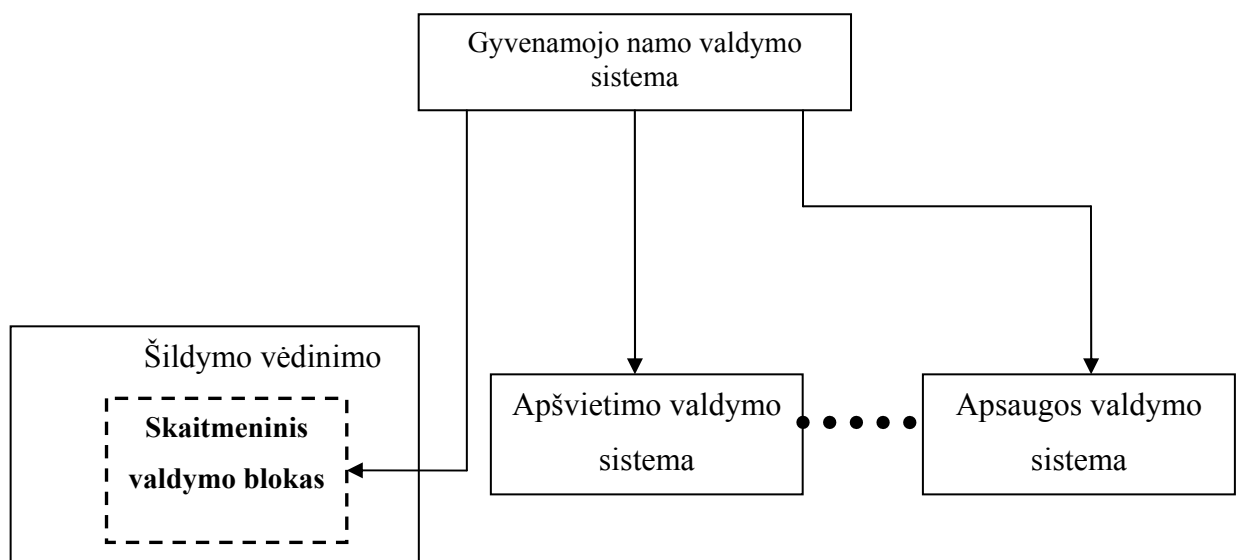 Gyvenamojo namo valdymo
sistema
Šildymo vėdinimo
Skaitmeninis
valdymo blokas
Apšvietimo valdymo
sistema
Apsaugos valdymo
sistema